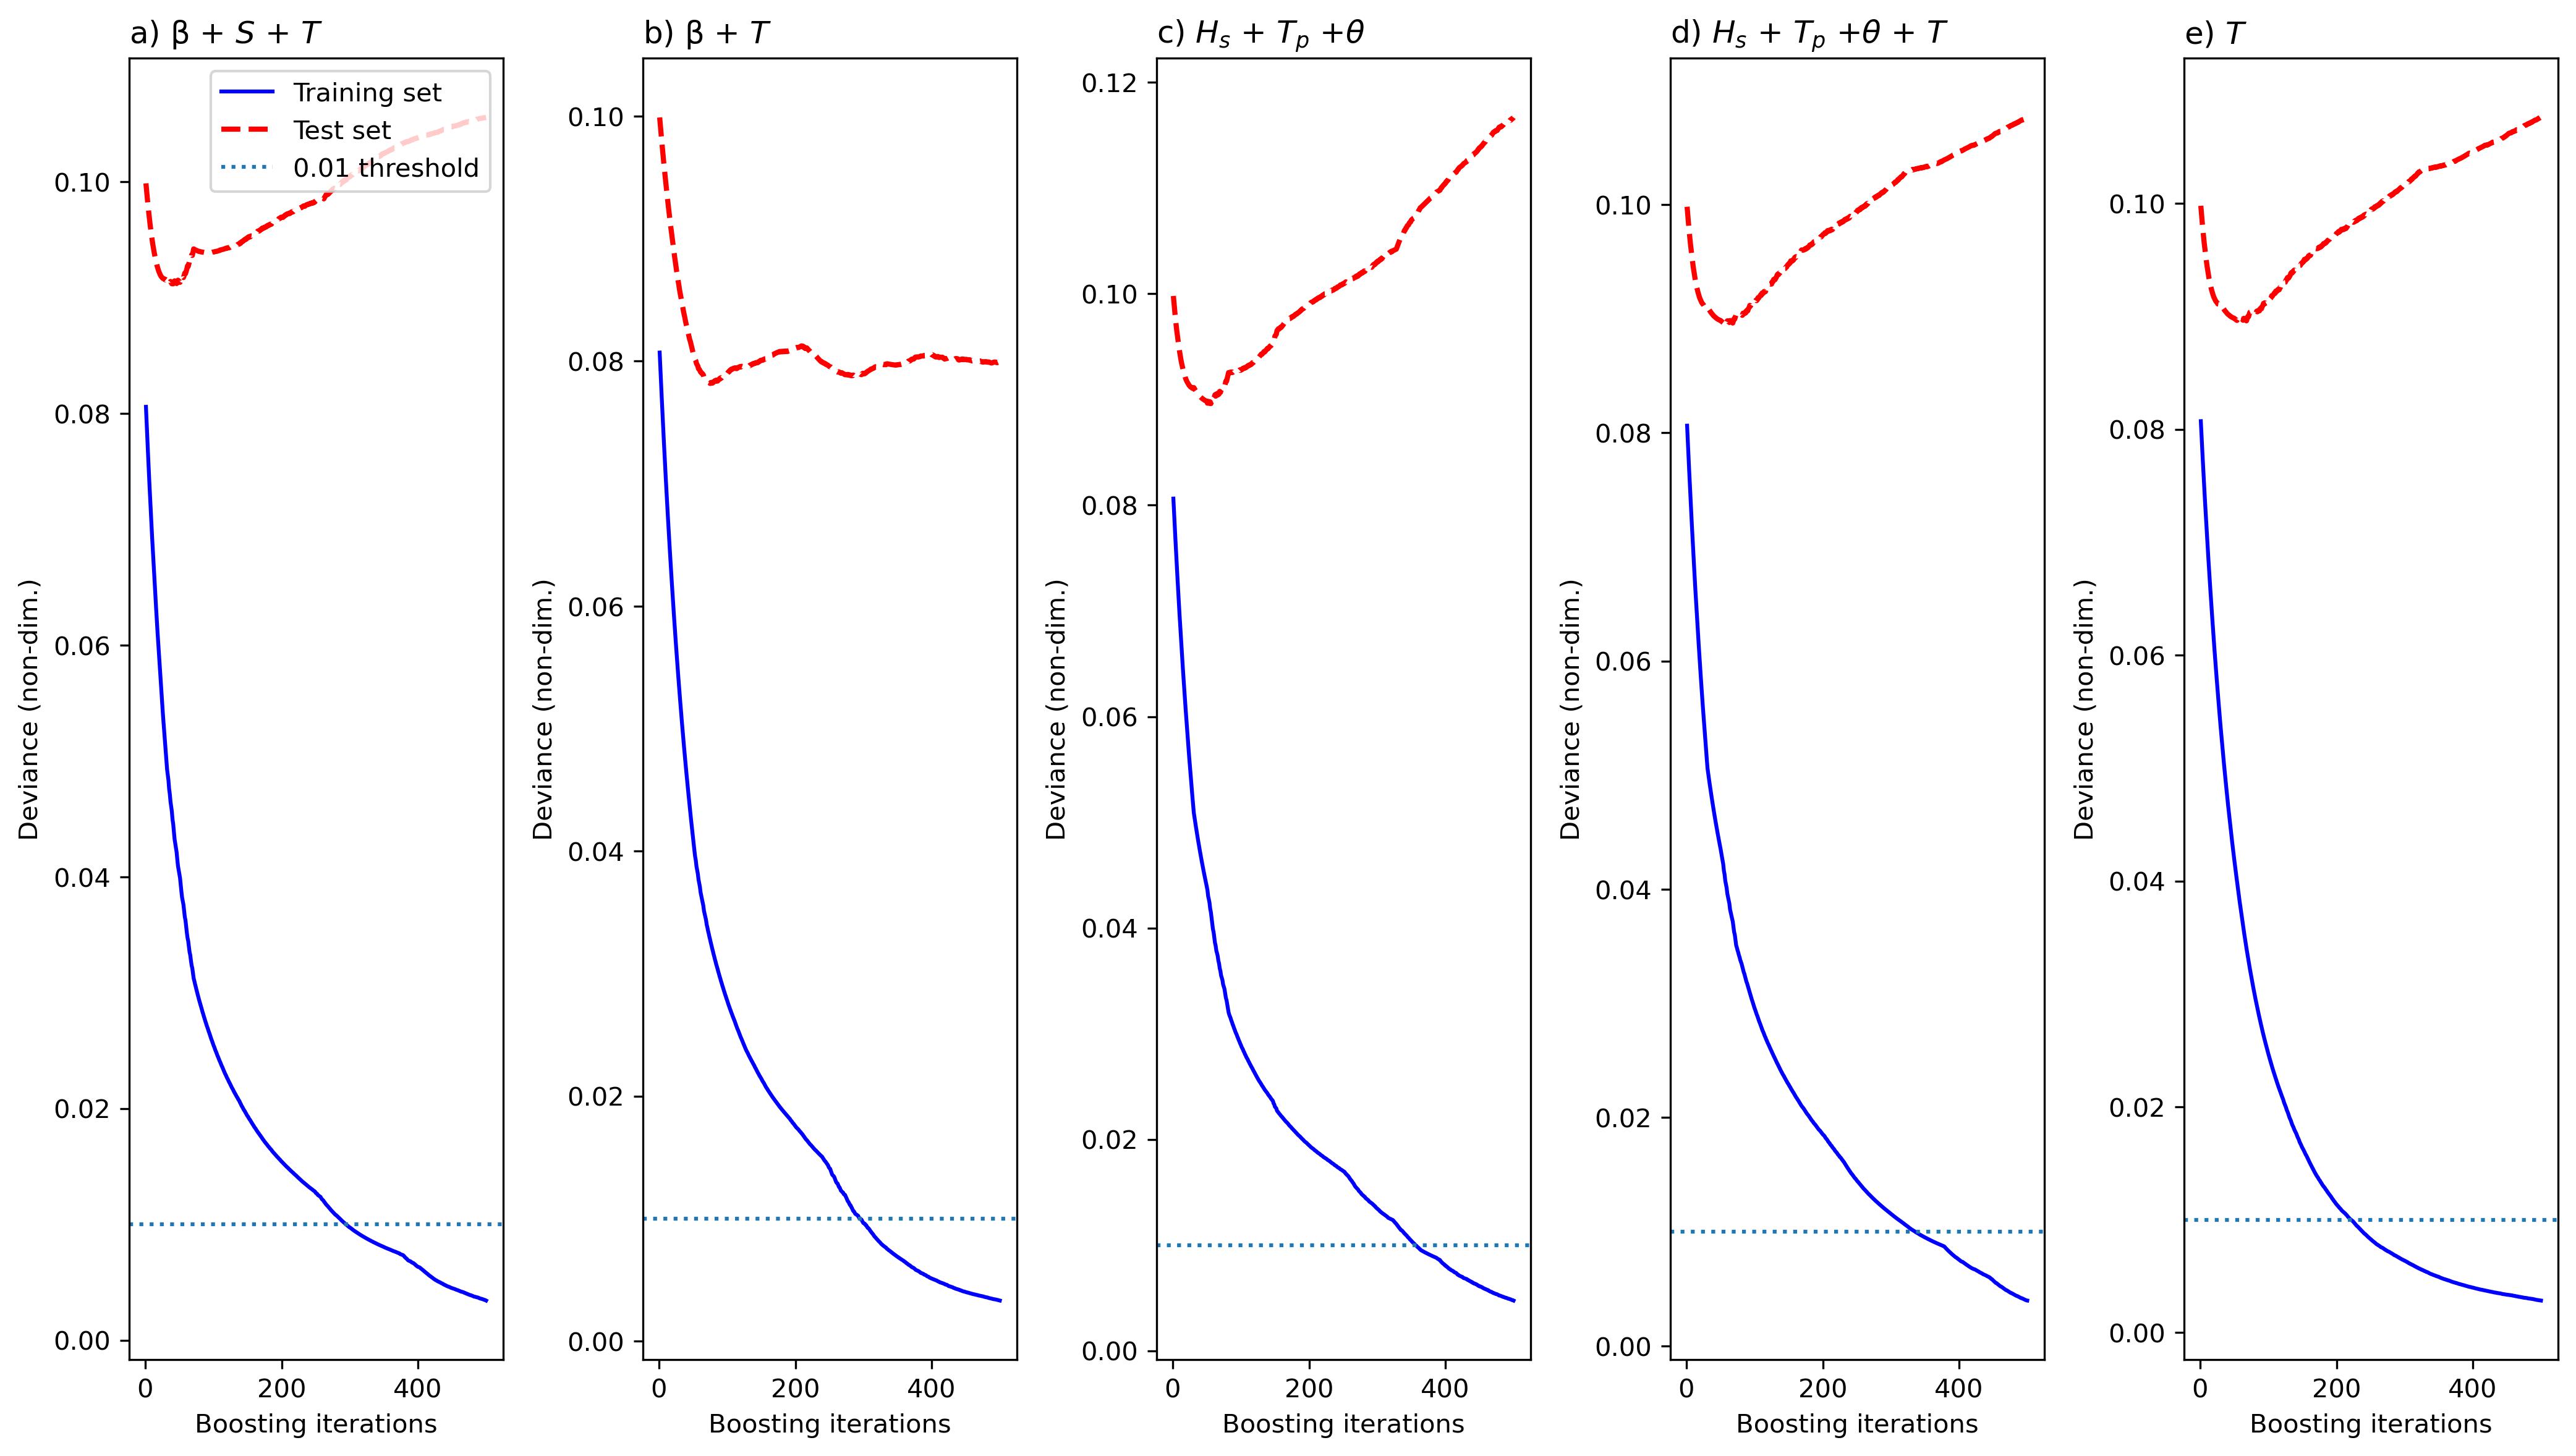 a) β + S + T
Training set
Test set
0.01 threshold
0.10
0.08
0.06
0.04
0.02
0.00
Deviance (non-dim.)
0
200
400
Boosting iterations
b) β + T
0.10
0.08
0.06
0.04
0.02
0.00
Deviance (non-dim.)
0
200
400
Boosting iterations
c) Hs + Tp +θ
0.12
0.10
0.08
0.06
0.04
0.02
0.00
Deviance (non-dim.)
0
200
400
Boosting iterations
d) Hs + Tp +θ + T
0.10
0.08
0.06
0.04
0.02
0.00
Deviance (non-dim.)
0
200
400
Boosting iterations
e) T
0.10
0.08
0.06
0.04
0.02
0.00
Deviance (non-dim.)
0
200
400
Boosting iterations